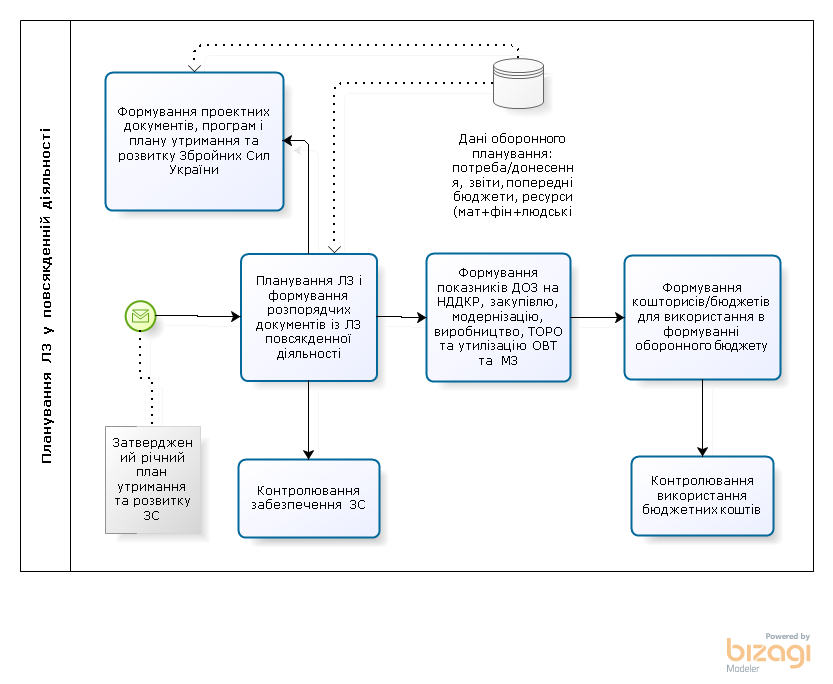 Планування ЛЗ у повсякденній діяльності
Формування проектних
документів, програм і
плану утримання та
розвитку Збройних Сил
України
Дані оборонного
планування:
потреба/донесенн
я, звіти, попередні
бюджети, ресурси
(мат+фін+людські
Планування ЛЗ і
формування
розпорядчих
документів із ЛЗ
повсякденної
діяльності
Формування
показників ДОЗ на
НДДКР, закупівлю,
модернізацію,
виробництво, ТОРО
та утилізацію ОВТ
та МЗ
Формування
кошторисів/бюджетів
для використання в
формуванні
оборонного бюджету
Затверджен
ий річний
план
утримання
та розвитку
ЗС
Контролювання
забезпечення ЗС
Контролювання
використання
бюджетних коштів
Powered by
bizagi
Modeler